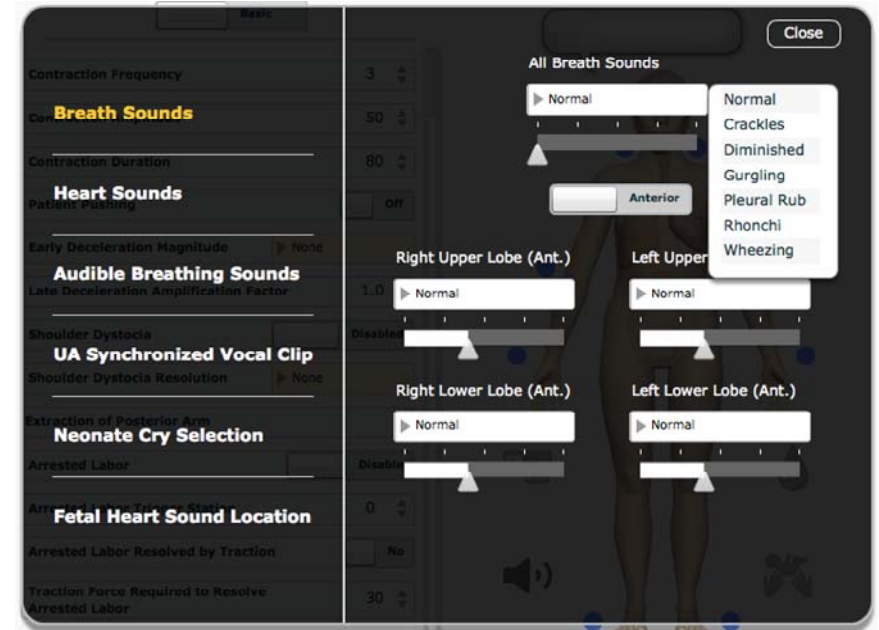 Basic
Close
Contraction Frequency 3
50
Contraction Duration 80
Patient Pushing Off
Early Deceleration Magnitude None
Late Deceleration Amplification Factor 1.0
Shoulder Dystocia Disabled
Shoulder Dystocia Resolution None
Extraction of Posterior Arm
Arrested Labor Disable
0
Arrested Labor Resolved by Traction No
Traction Force Required to Resolve 30
Arrested Labor
Breath Sounds
Heart Sounds
Audible Breathing Sounds
UA Synchronized Vocal Clip
Neonate Cry Selection
Fetal Heart Sound Location
All Breath Sounds
Normal
Normal
Crackles
Diminished
Gurgling
Pleural Rub
Rhonchi
Wheezing
Anterior
Right Upper Lobe (Ant.) Left Upper
Normal Normal
Right Lower Lobe (Ant.) Left Lower Lobe (Ant.)
Normal Normal